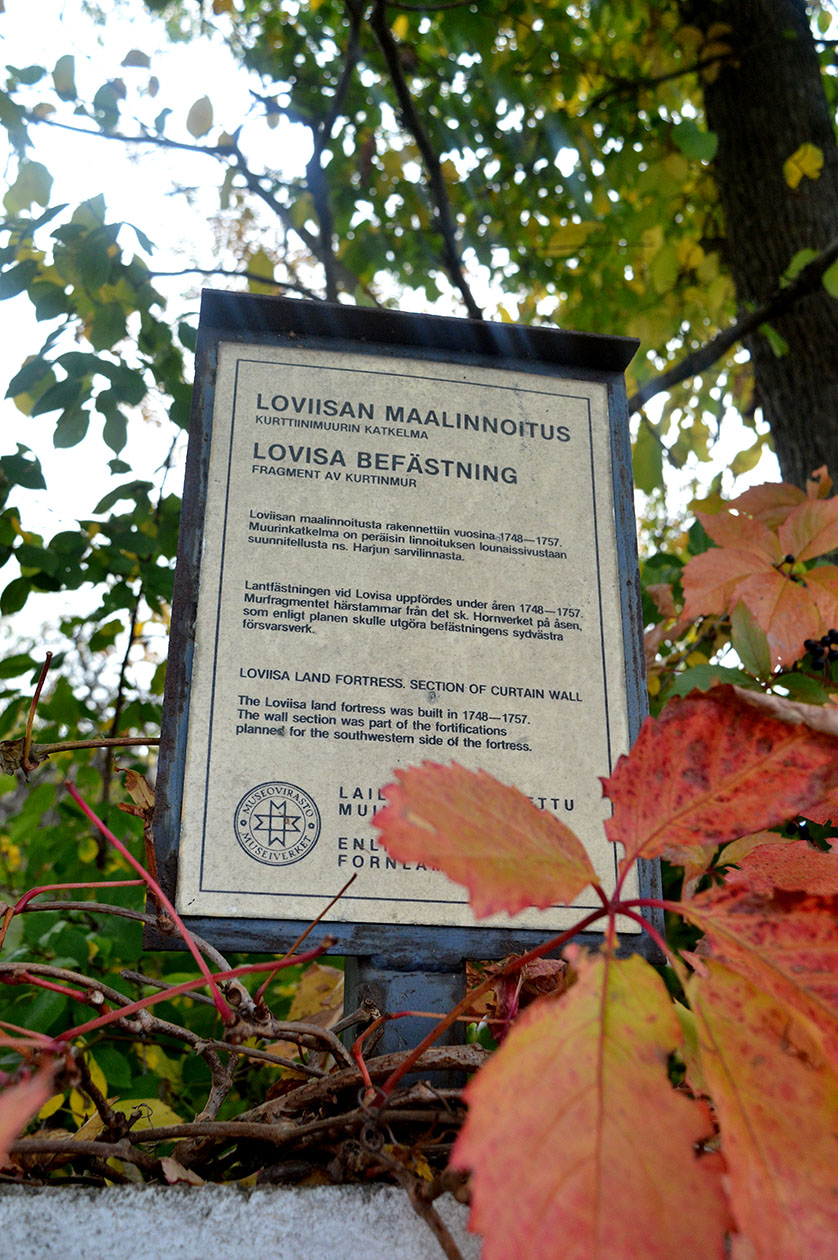 LOVIISAN MAALINNOITUS
KURTTIINIMUURIN KATKELMA
LOVISA BEFÄSTNING
FRAGMENT AV KURTINMUR
Loviisan maalinnoitusta rakennettiin vuosina 1748—1757.
Muurinkatkelma on peräisin linnoituksen lounaissivustaan
suunnitellusta ns. Harjun sarvilinnasta.
Lantfästningen vid Lovisa uppfördes under åren 1748—1757.
Murfragmentet härstammar från det sk. Hornverket på åsen,
som enligt planen skulle utgöra befästningens sydvästra
försvarsverk.
LOVIISA LAND FORTRESS. SECTION OF CURTAIN WALL
The Loviisa land fortress was built in 1748—1757.
The wall section was part of the fortifications
planned for the southwestern side of the fortress.
MUSEOVIRASTO
MUSEIVERKET